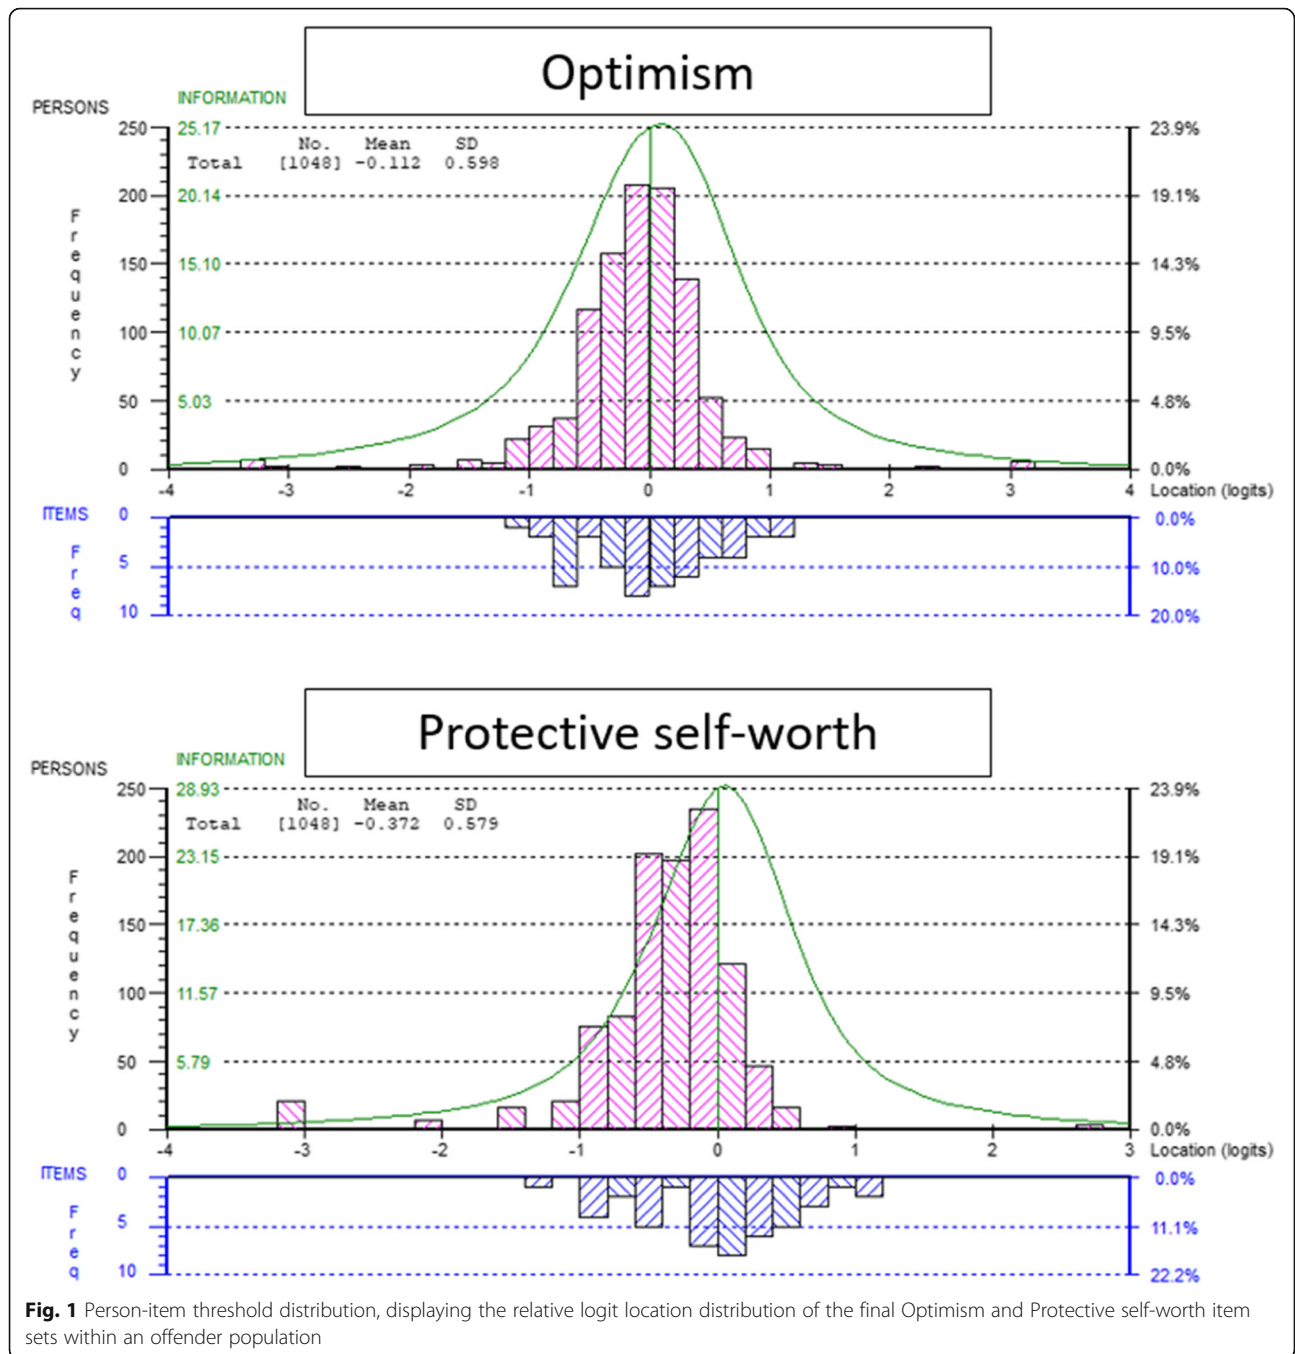 Optimism
PERSONS
INFORMATION
250
25.17
23.9%
No. Mean SD
Total [1048] -0.112 0.598
200
20.14
19.1%
Frequency
150
15.10
14.3%
100
10.07
9.5%
50
5.03
4.8%
0
0.0%
-4 -3 -2 -1 0 1 2 3 4 Location (logits)
ITEMS 0 0.0%
Freq
5 10.0%
10 20.0%
Protective self-worth
PERSONS
INFORMATION
250
28.93
23.9%
No. Mean SD
Total [1048] -0.372 0.579
200
23.15
19.1%
Frequency
150
17.36
14.3%
100
11.57
9.5%
50
5.79
4.8%
0
0.0%
-4 -3 -2 -1 0 1 2 3 Location (logits)
ITEMS 0 0.0%
Freq
5 11.1%
10 22.2%
Fig. 1 Person-item threshold distribution, displaying the relative logit location distribution of the final Optimism and Protective self-worth item
sets within an offender population